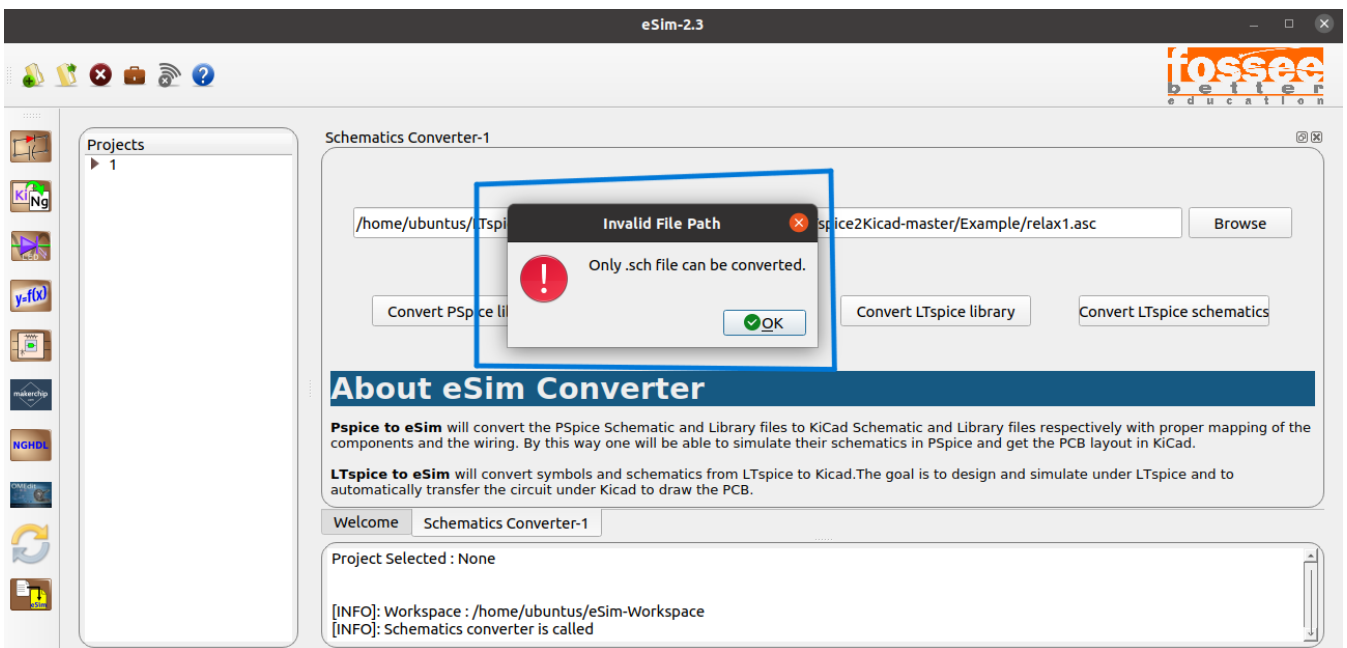 eSim-2.3
fossee
better
education
Projects
1
Schematics Converter-1
/home/ubuntus/LTspi
spice2Kicad-master/Example/relax1.asc
Browse
Invalid File Path
Only .sch file can be converted.
OK
Convert PSpice li
Convert LTspice library
Convert LTspice schematics
Ki Ng
y=f(x)
makerchip
NGHDL
OMEdit
eSim
About eSim Converter
Pspice to eSim will convert the PSpice Schematic and Library files to KiCad Schematic and Library files respectively with proper mapping of the
components and the wiring. By this way one will be able to simulate their schematics in PSpice and get the PCB layout in KiCad.
LTspice to eSim will convert symbols and schematics from LTspice to Kicad.The goal is to design and simulate under LTspice and to
automatically transfer the circuit under Kicad to draw the PCB.
Welcome
Schematics Converter-1
Project Selected : None
[INFO]: Workspace : /home/ubuntus/eSim-Workspace
[INFO]: Schematics converter is called